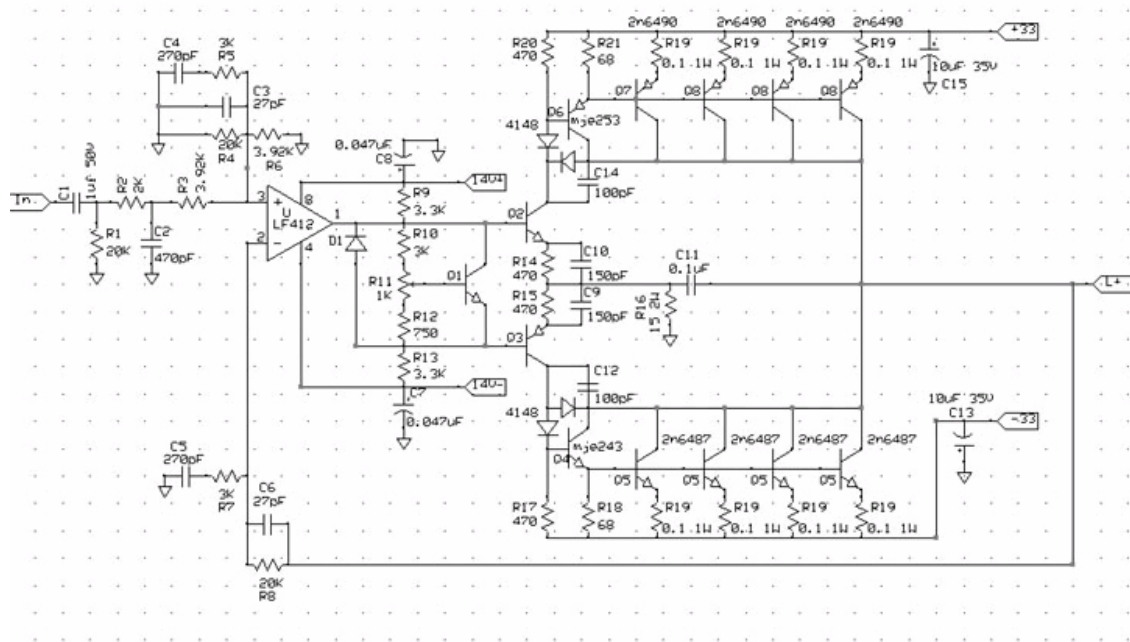 2n6490 2n6490 2n6490 2n6490
+33
C4
270pF
3K
R5
R20
470
R21
68
R19
0.1 1W
R19
0.1 1W
R19
0.1 1W
R19
0.1 1W
10uF 35V
C15
C3
27pF
Q6
mje253
Q7
Q8
Q8
Q8
20K
R4
3.92K
R6
0.047uF
C8
4148
14V+
C14
100pF
In
C1
1uf 50V
R2
2K
R3
3.92K
3
8
U
LF412
1
2
4
R9
3.3K
Q2
R1
20K
C2
470pF
D1
R10
3K
R11
1K
Q1
R14
470
C10
150pF
C11
0.1uF
L+
R15
470
C9
150pF
R16
15 2W
R12
750
Q3
R13
3.3K
C12
100pF
14V-
C7
0.047uF
4148
mje243
Q4
2n6487 2n6487 2n6487 2n6487
10uF 35V
C13
-33
Q5
Q5
Q5
Q5
C5
270pF
3K
R7
C6
27pF
R17
470
R18
68
R19
0.1 1W
R19
0.1 1W
R19
0.1 1W
R19
0.1 1W
20K
R8